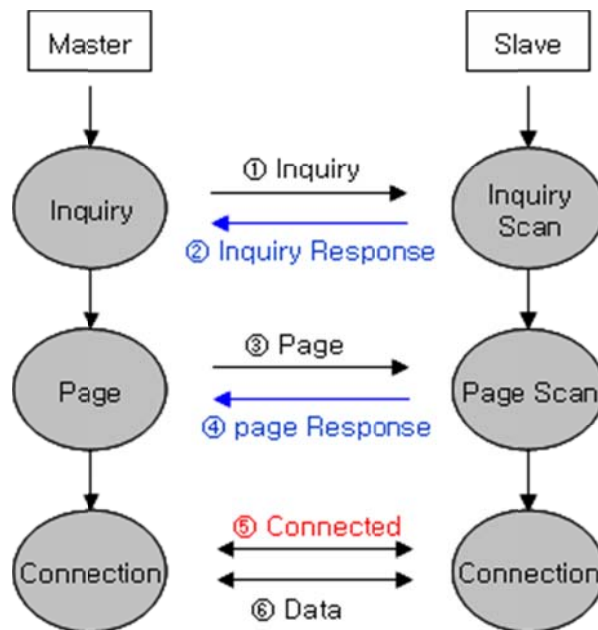 Master
Slave
① Inquiry
Inquiry
Inquiry
Scan
② Inquiry Response
③ Page
Page
Page Scan
④ page Response
⑤ Connected
Connection
Connection
⑥ Data